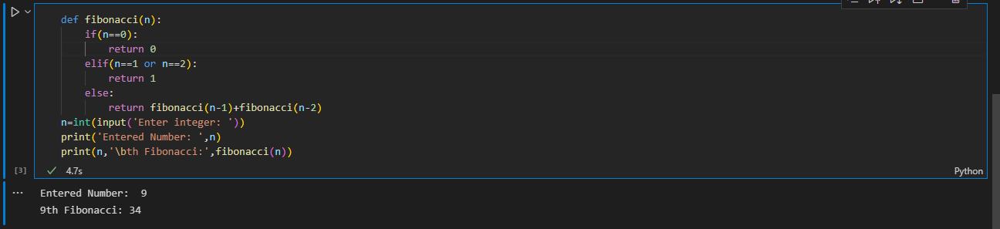 def fibonacci(n):
    if(n==0):
        return 0
    elif(n==1 or n==2):
        return 1
    else:
        return fibonacci(n-1)+fibonacci(n-2)
n=int(input('Enter integer: '))
print('Entered Number: ',n)
print(n,'\bth Fibonacci:',fibonacci(n))
[3] 4.7s Python
... Entered Number:  9
9th Fibonacci: 34